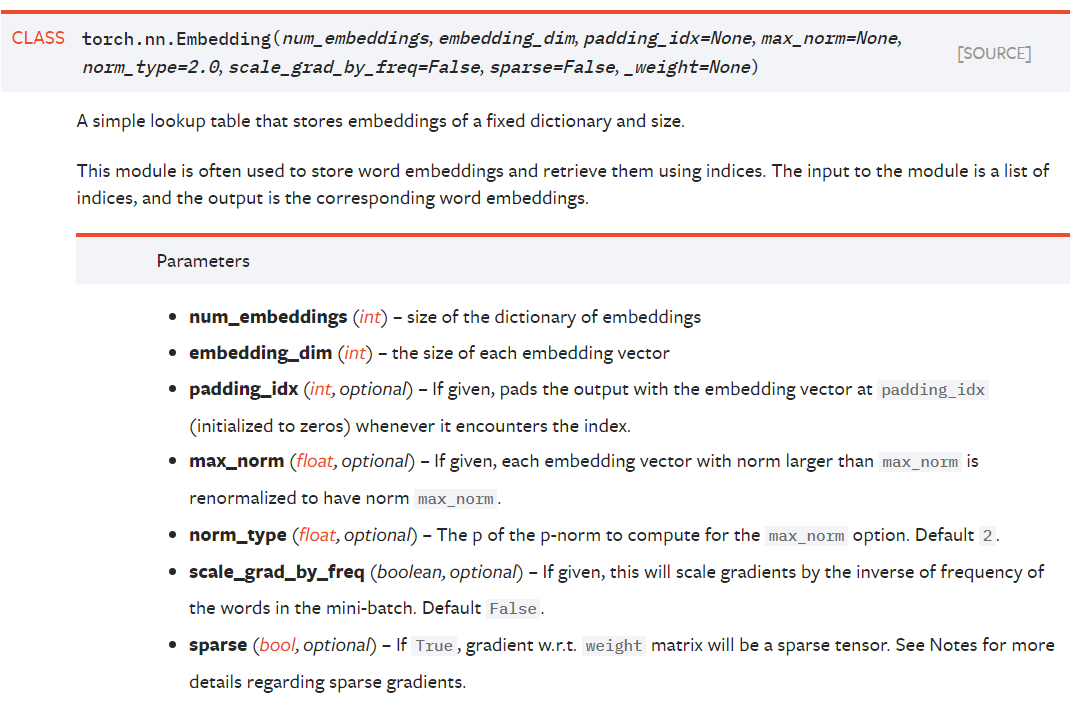 CLASS torch.nn.Embedding(num_embeddings, embedding_dim, padding_idx=None, max_norm=None,
norm_type=2.0, scale_grad_by_freq=False, sparse=False, _weight=None)
[SOURCE]
A simple lookup table that stores embeddings of a fixed dictionary and size.
This module is often used to store word embeddings and retrieve them using indices. The input to the module is a list of
indices, and the output is the corresponding word embeddings.
Parameters
• num_embeddings (int) – size of the dictionary of embeddings
• embedding_dim (int) – the size of each embedding vector
• padding_idx (int, optional) – If given, pads the output with the embedding vector at padding_idx
(initialized to zeros) whenever it encounters the index.
• max_norm (float, optional) – If given, each embedding vector with norm larger than max_norm is
renormalized to have norm max_norm.
• norm_type (float, optional) – The p of the p-norm to compute for the max_norm option. Default 2.
• scale_grad_by_freq (boolean, optional) – If given, this will scale gradients by the inverse of frequency of
the words in the mini-batch. Default False.
• sparse (bool, optional) – If True, gradient w.r.t. weight matrix will be a sparse tensor. See Notes for more
details regarding sparse gradients.